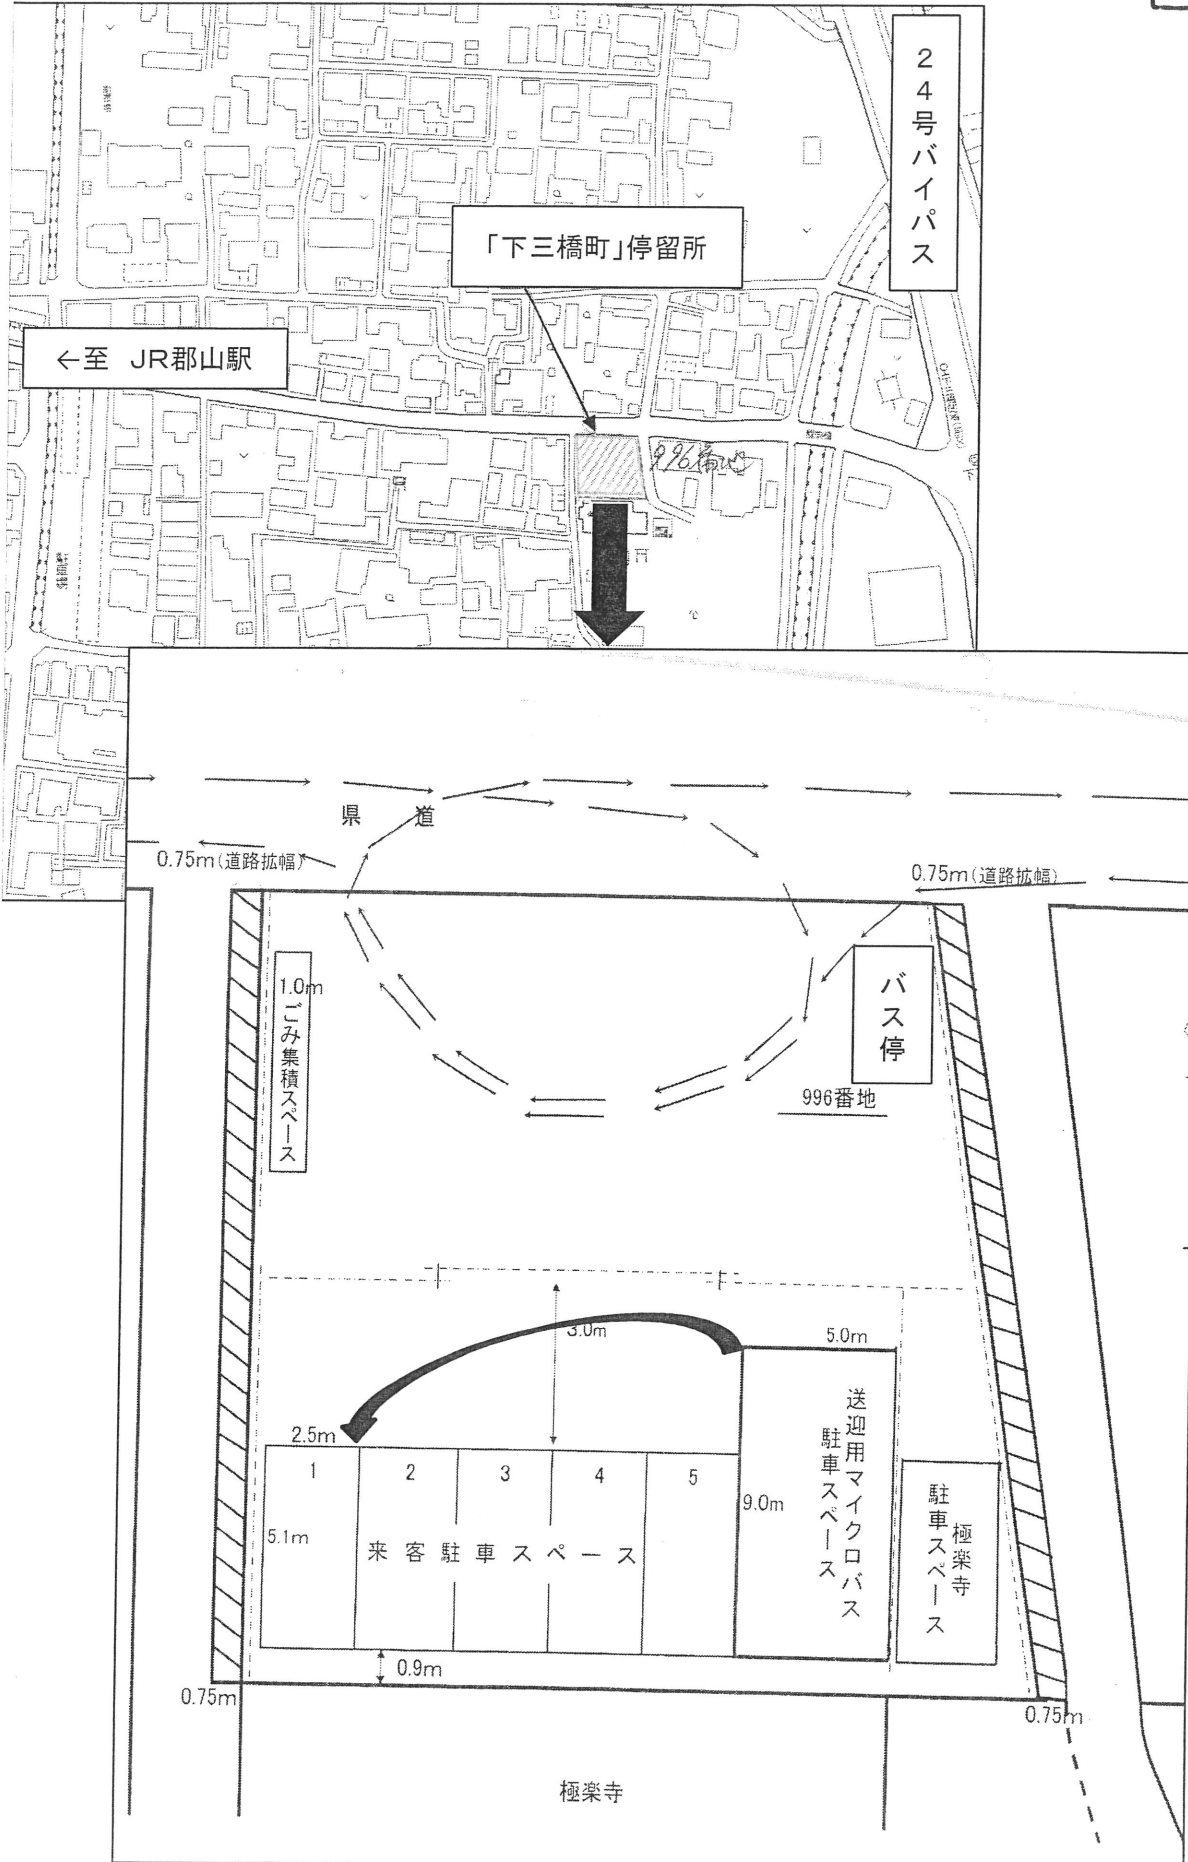 24号バイパス
「下三橋町」停留所
←至 JR郡山駅
996番地
県 道
0.75m(道路拡幅)
0.75m(道路拡幅)
1.0m
ごみ集積スペース
バス停
996番地
3.0m
5.0m
2.5m
1 2 3 4 5
5.1m
来客駐車スペース
9.0m
送迎用マイクロバス
駐車スペース
極楽寺
駐車スペース
0.9m
0.75m
0.75m
極楽寺